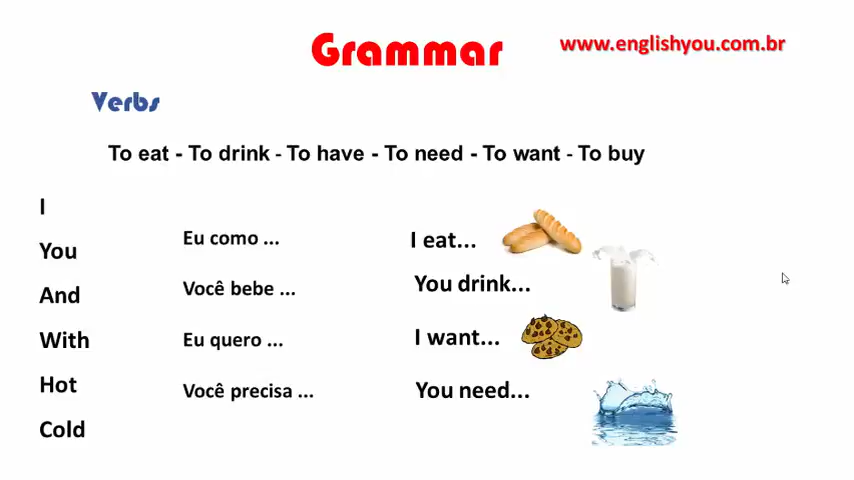 Grammar
www.englishyou.com.br
Verbs
To eat - To drink - To have - To need - To want - To buy
I
You
And
With
Hot
Cold
Eu como ...
Você bebe ...
Eu quero ...
Você precisa ...
I eat...
You drink...
I want...
You need...